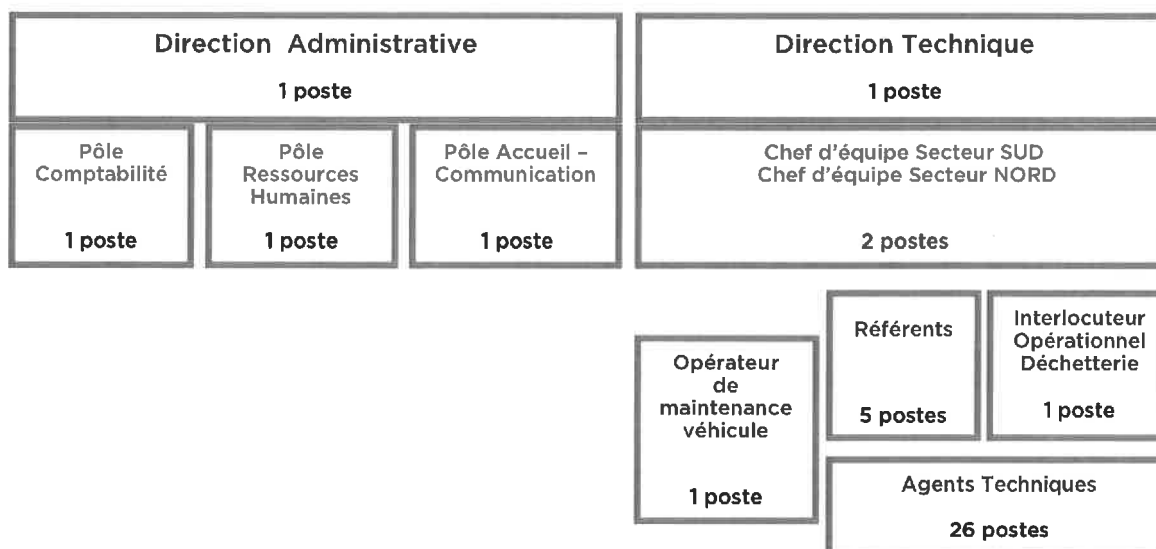 Direction Administrative
1 poste
Direction Technique
1 poste
Pôle
Comptabilité
1 poste
Pôle
Ressources
Humaines
1 poste
Pôle Accueil –
Communication
1 poste
Chef d'équipe Secteur SUD
Chef d'équipe Secteur NORD
2 postes
Opérateur
de
maintenance
véhicule
1 poste
Référents
5 postes
Interlocuteur
Opérationnel
Déchetterie
1 poste
Agents Techniques
26 postes